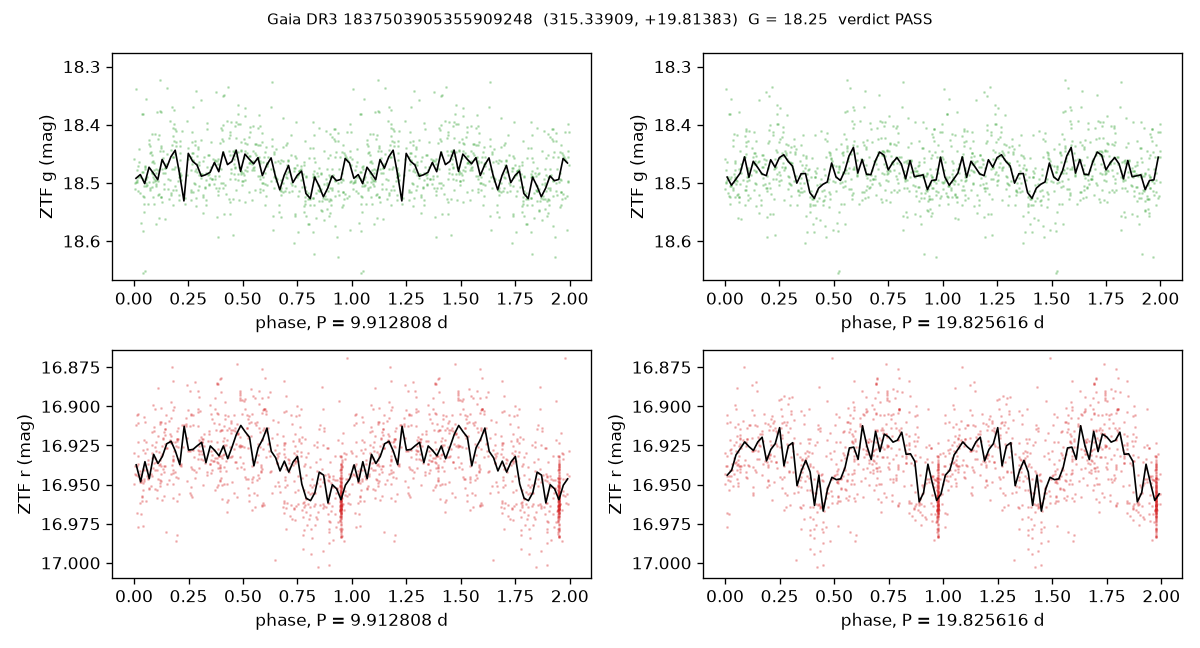 Gaia DR3 1837503905355909248  (315.33909, +19.81383)  G = 18.25  verdict PASS
ZTF g (mag)
18.3
18.4
18.5
18.6
0.00 0.25 0.50 0.75 1.00 1.25 1.50 1.75 2.00
phase, P = 9.912808 d
ZTF g (mag)
18.3
18.4
18.5
18.6
0.00 0.25 0.50 0.75 1.00 1.25 1.50 1.75 2.00
phase, P = 19.825616 d
ZTF r (mag)
16.875
16.900
16.925
16.950
16.975
17.000
0.00 0.25 0.50 0.75 1.00 1.25 1.50 1.75 2.00
phase, P = 9.912808 d
ZTF r (mag)
16.875
16.900
16.925
16.950
16.975
17.000
0.00 0.25 0.50 0.75 1.00 1.25 1.50 1.75 2.00
phase, P = 19.825616 d